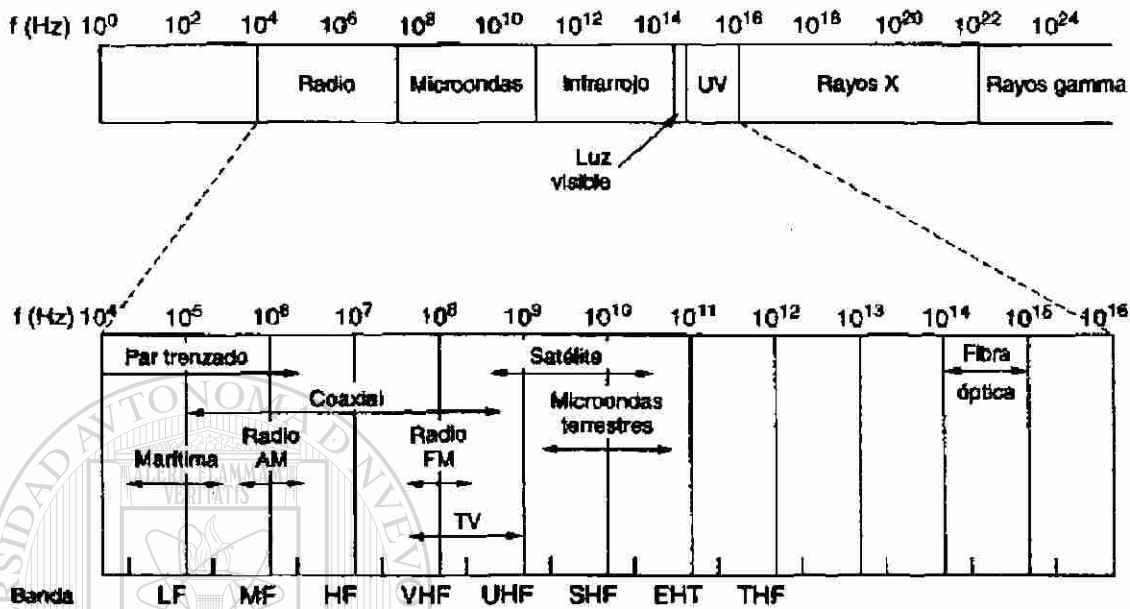 f (Hz) 10⁰ 10² 10⁴ 10⁶ 10⁸ 10¹⁰ 10¹² 10¹⁴ 10¹⁶ 10¹⁸ 10²⁰ 10²² 10²⁴
Radio Microondas Infrarrojo UV Rayos X Rayos gamma
Luz
visible
f (Hz) 10⁴ 10⁵ 10⁶ 10⁷ 10⁸ 10⁹ 10¹⁰ 10¹¹ 10¹² 10¹³ 10¹⁴ 10¹⁵ 10¹⁶
Par trenzado Satélite Fibra
óptica
Coaxial Microondas
terrestres
Radio
AM
Radio
FM
Marítima
TV
Banda LF MF HF VHF UHF SHF EHT THF
ALERE FLAMMAM
VERITATIS